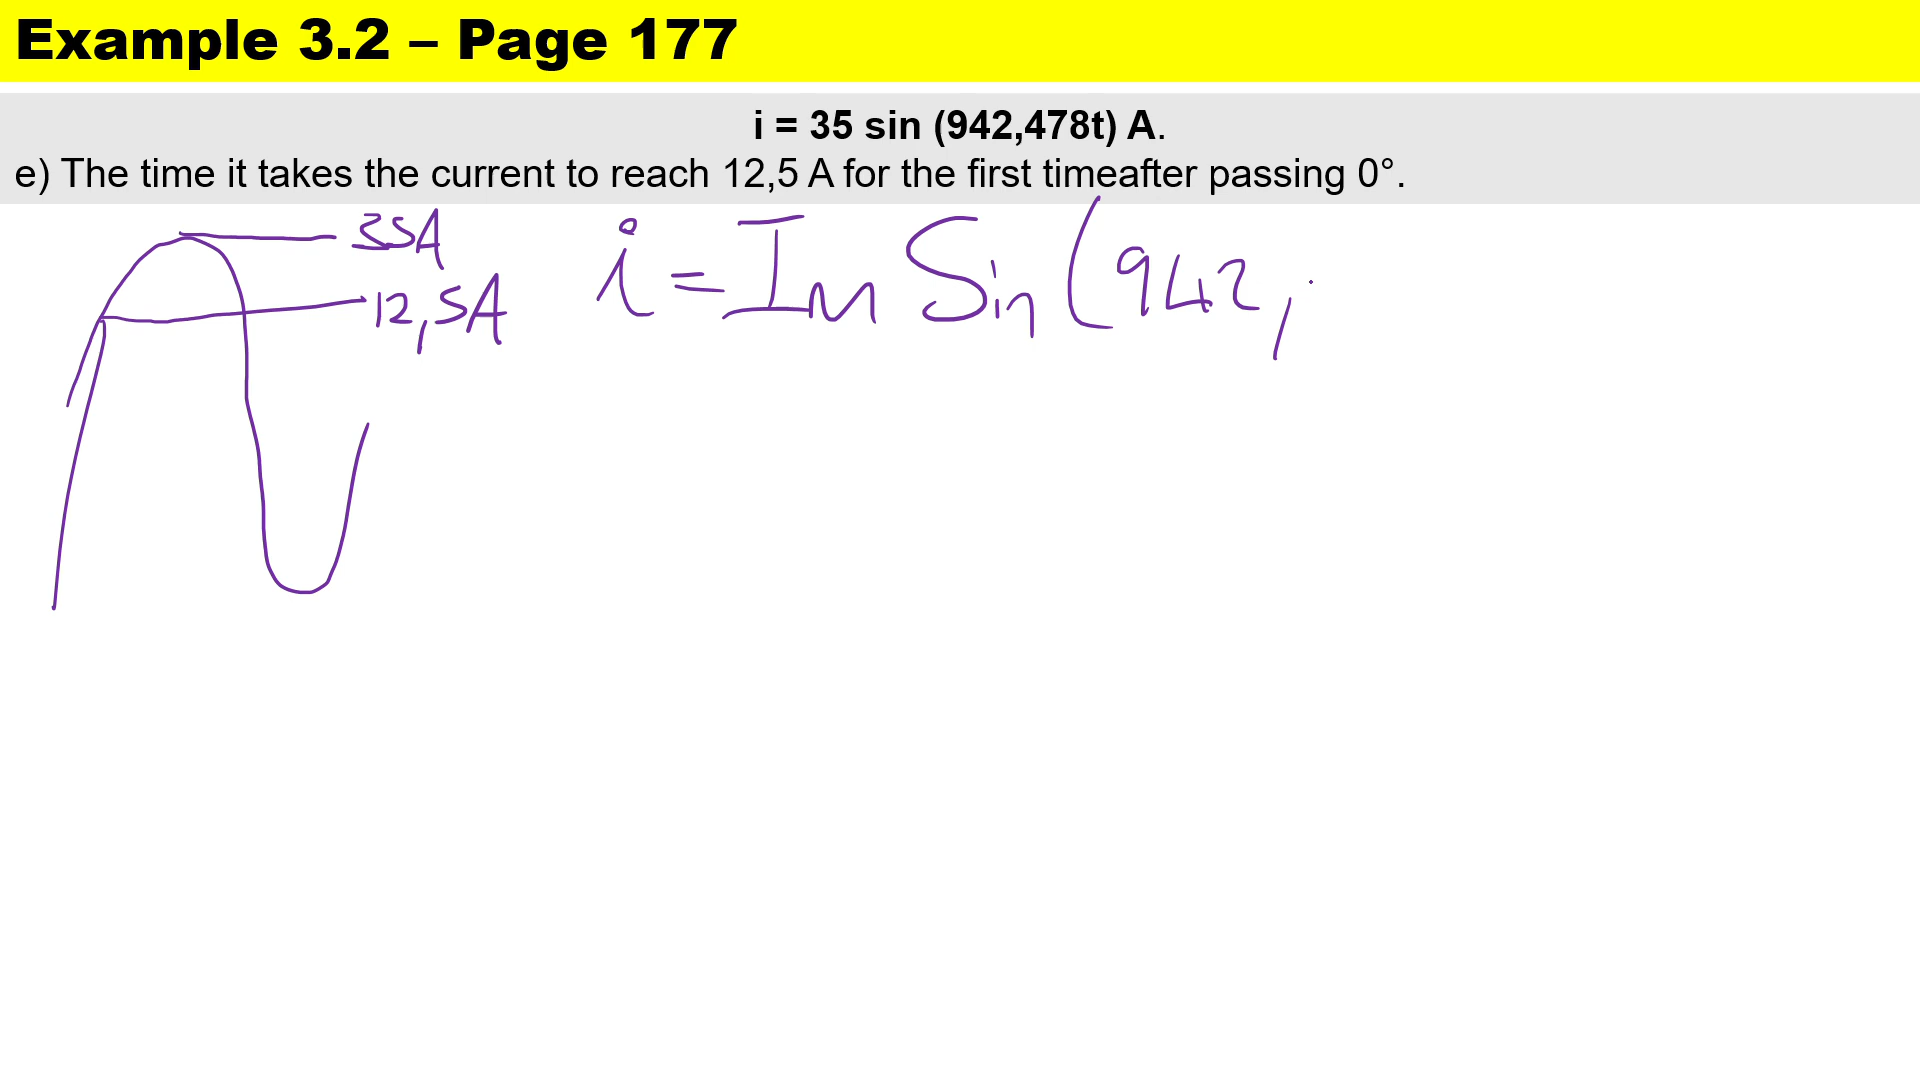 Example 3.2 – Page 177
i = 35 sin (942,478t) A.
e) The time it takes the current to reach 12,5 A for the first timeafter passing 0°.
35A
12,5A
i = Im Sin (942,